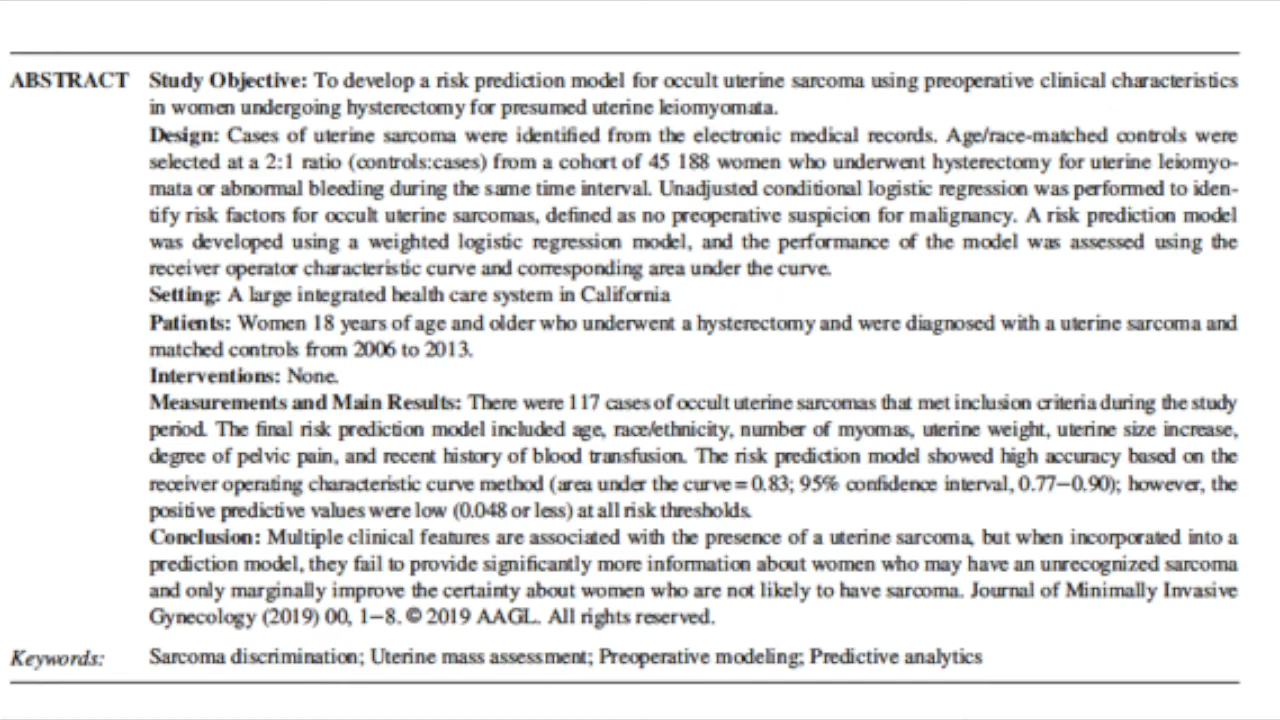 ABSTRACT Study Objective: To develop a risk prediction model for occult uterine sarcoma using preoperative clinical characteristics
in women undergoing hysterectomy for presumed uterine leiomyomata.
Design: Cases of uterine sarcoma were identified from the electronic medical records. Age/race-matched controls were
selected at a 2:1 ratio (controls:cases) from a cohort of 45 188 women who underwent hysterectomy for uterine leiomyo-
mata or abnormal bleeding during the same time interval. Unadjusted conditional logistic regression was performed to iden-
tify risk factors for occult uterine sarcomas, defined as no preoperative suspicion for malignancy. A risk prediction model
was developed using a weighted logistic regression model, and the performance of the model was assessed using the
receiver operator characteristic curve and corresponding area under the curve.
Setting: A large integrated health care system in California
Patients: Women 18 years of age and older who underwent a hysterectomy and were diagnosed with a uterine sarcoma and
matched controls from 2006 to 2013.
Interventions: None.
Measurements and Main Results: There were 117 cases of occult uterine sarcomas that met inclusion criteria during the study
period. The final risk prediction model included age, race/ethnicity, number of myomas, uterine weight, uterine size increase,
degree of pelvic pain, and recent history of blood transfusion. The risk prediction model showed high accuracy based on the
receiver operating characteristic curve method (area under the curve = 0.83; 95% confidence interval, 0.77−0.90); however, the
positive predictive values were low (0.048 or less) at all risk thresholds.
Conclusion: Multiple clinical features are associated with the presence of a uterine sarcoma, but when incorporated into a
prediction model, they fail to provide significantly more information about women who may have an unrecognized sarcoma
and only marginally improve the certainty about women who are not likely to have sarcoma. Journal of Minimally Invasive
Gynecology (2019) 00, 1−8. © 2019 AAGL. All rights reserved.
Keywords: Sarcoma discrimination; Uterine mass assessment; Preoperative modeling; Predictive analytics